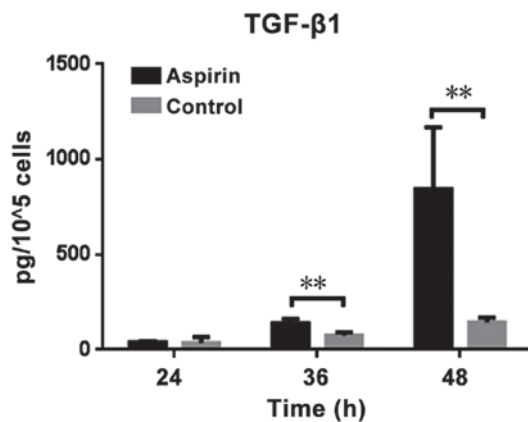 TGF-β1
1500
1000
500
0
pg/10^5 cells
Aspirin
Control
**
**
24 36 48
Time (h)